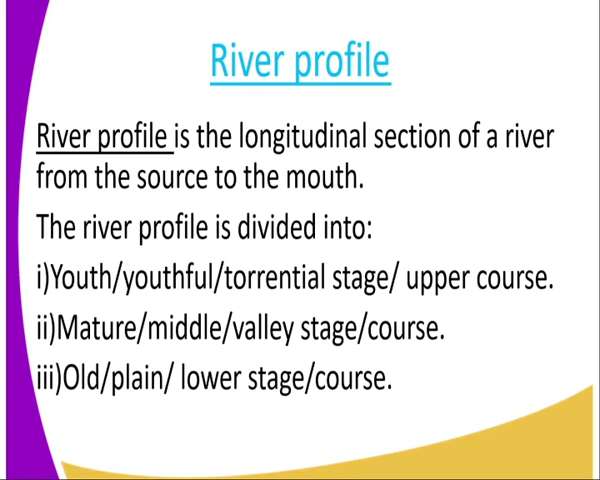 River profile
River profile is the longitudinal section of a river
from the source to the mouth.
The river profile is divided into:
i)Youth/youthful/torrential stage/ upper course.
ii)Mature/middle/valley stage/course.
iii)Old/plain/ lower stage/course.